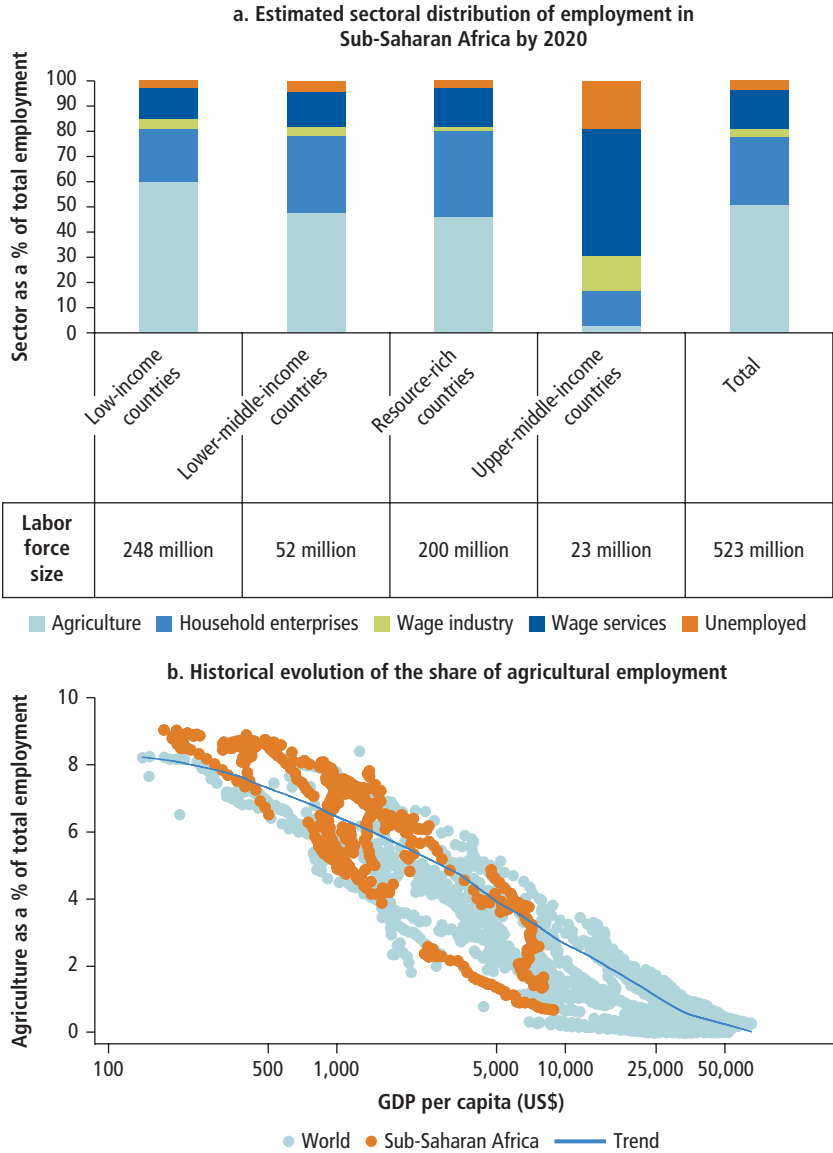 a. Estimated sectoral distribution of employment in
Sub-Saharan Africa by 2020
Sector as a % of total employment
100
90
80
70
60
50
40
30
20
10
0
Low-income
countries
Lower-middle-income
countries
Resource-rich
countries
Upper-middle-income
countries
Total
Labor
force
size
248 million
52 million
200 million
23 million
523 million
Agriculture
Household enterprises
Wage industry
Wage services
Unemployed
b. Historical evolution of the share of agricultural employment
Agriculture as a % of total employment
10
8
6
4
2
0
100
500
1,000
5,000
10,000
25,000
50,000
GDP per capita (US$)
World
Sub-Saharan Africa
Trend